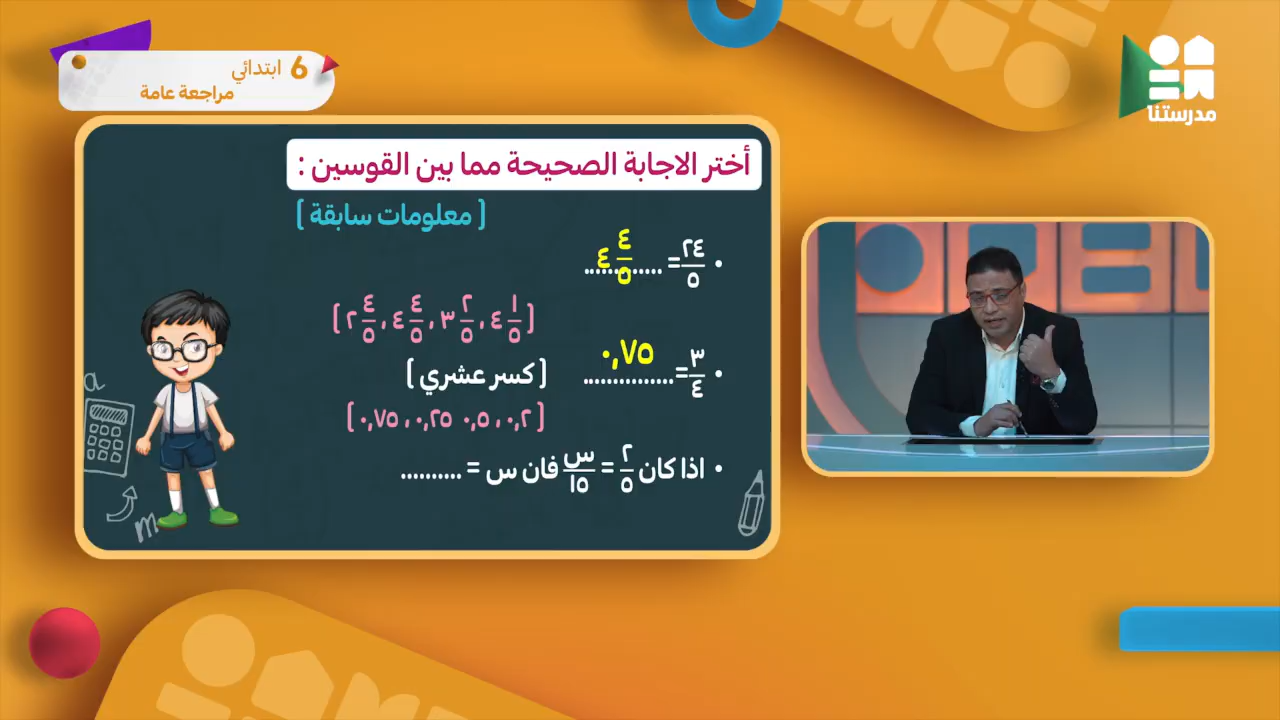 6 ابتدائي
مراجعة عامة
مدرستنا
أختر الاجابة الصحيحة مما بين القوسين :
[ معلومات سابقة ]
• ٢٤/٥ = ............. ٤ ٤/٥
[ ٤ ١/٥ ، ٣ ٢/٥ ، ٤ ٤/٥ ، ٢ ٤/٥ ]
• ٣/٤ = ............... ٠,٧٥ [ كسر عشري ]
[ ٠,٢ ، ٠,٥ ٠,٢٥ ، ٠,٧٥ ]
• اذا كان ٢/٥ = س/١٥ فان س = ..........
a
m